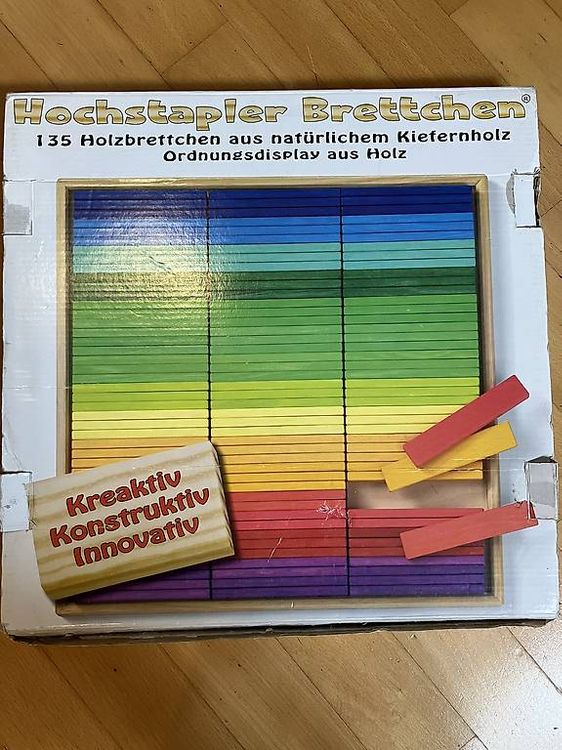 Hochstapler Brettchen®
135 Holzbrettchen aus natürlichem Kiefernholz
Ordnungsdisplay aus Holz
Kreaktiv
Konstruktiv
Innovativ